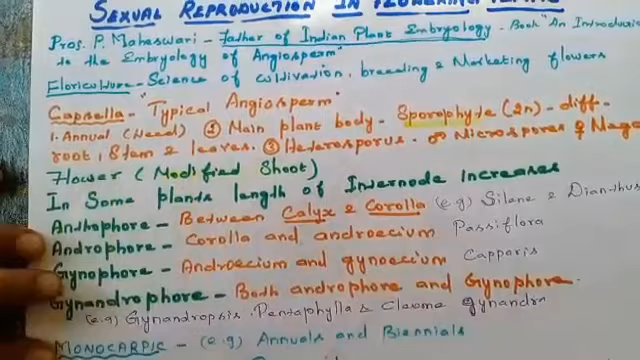 SEXUAL REPRODUCTION IN
Prof. P. Maheswari - Father of Indian Plant Embryology - Book "An Introduc
to the Embryology of Angiosperm"
Floriculture - Science of cultivation, breeding & Marketing flowers
Capsella - "Typical Angiosperm"
1. Annual (Weed) ② Main plant body - Sporophyte (2n) - diff-
root, Stem & leaves. ③ Heterosporus. ♂ Microspores ♀ Mega
Flower (Modified Shoot)
In Some plants length of Internode increases
Anthophore - Between Calyx & Corolla (e.g) Silane & Dianthus
Androphore - Corolla and androecium Passiflora
Gynophore - Androecium and gynoecium Capparis
Gynandrophore - Both androphore and Gynophore.
(e.g) Gynandropsis. Pentaphylla & Cleome gynandra
MONOCARPIC - (e.g) Annuals and Biennials